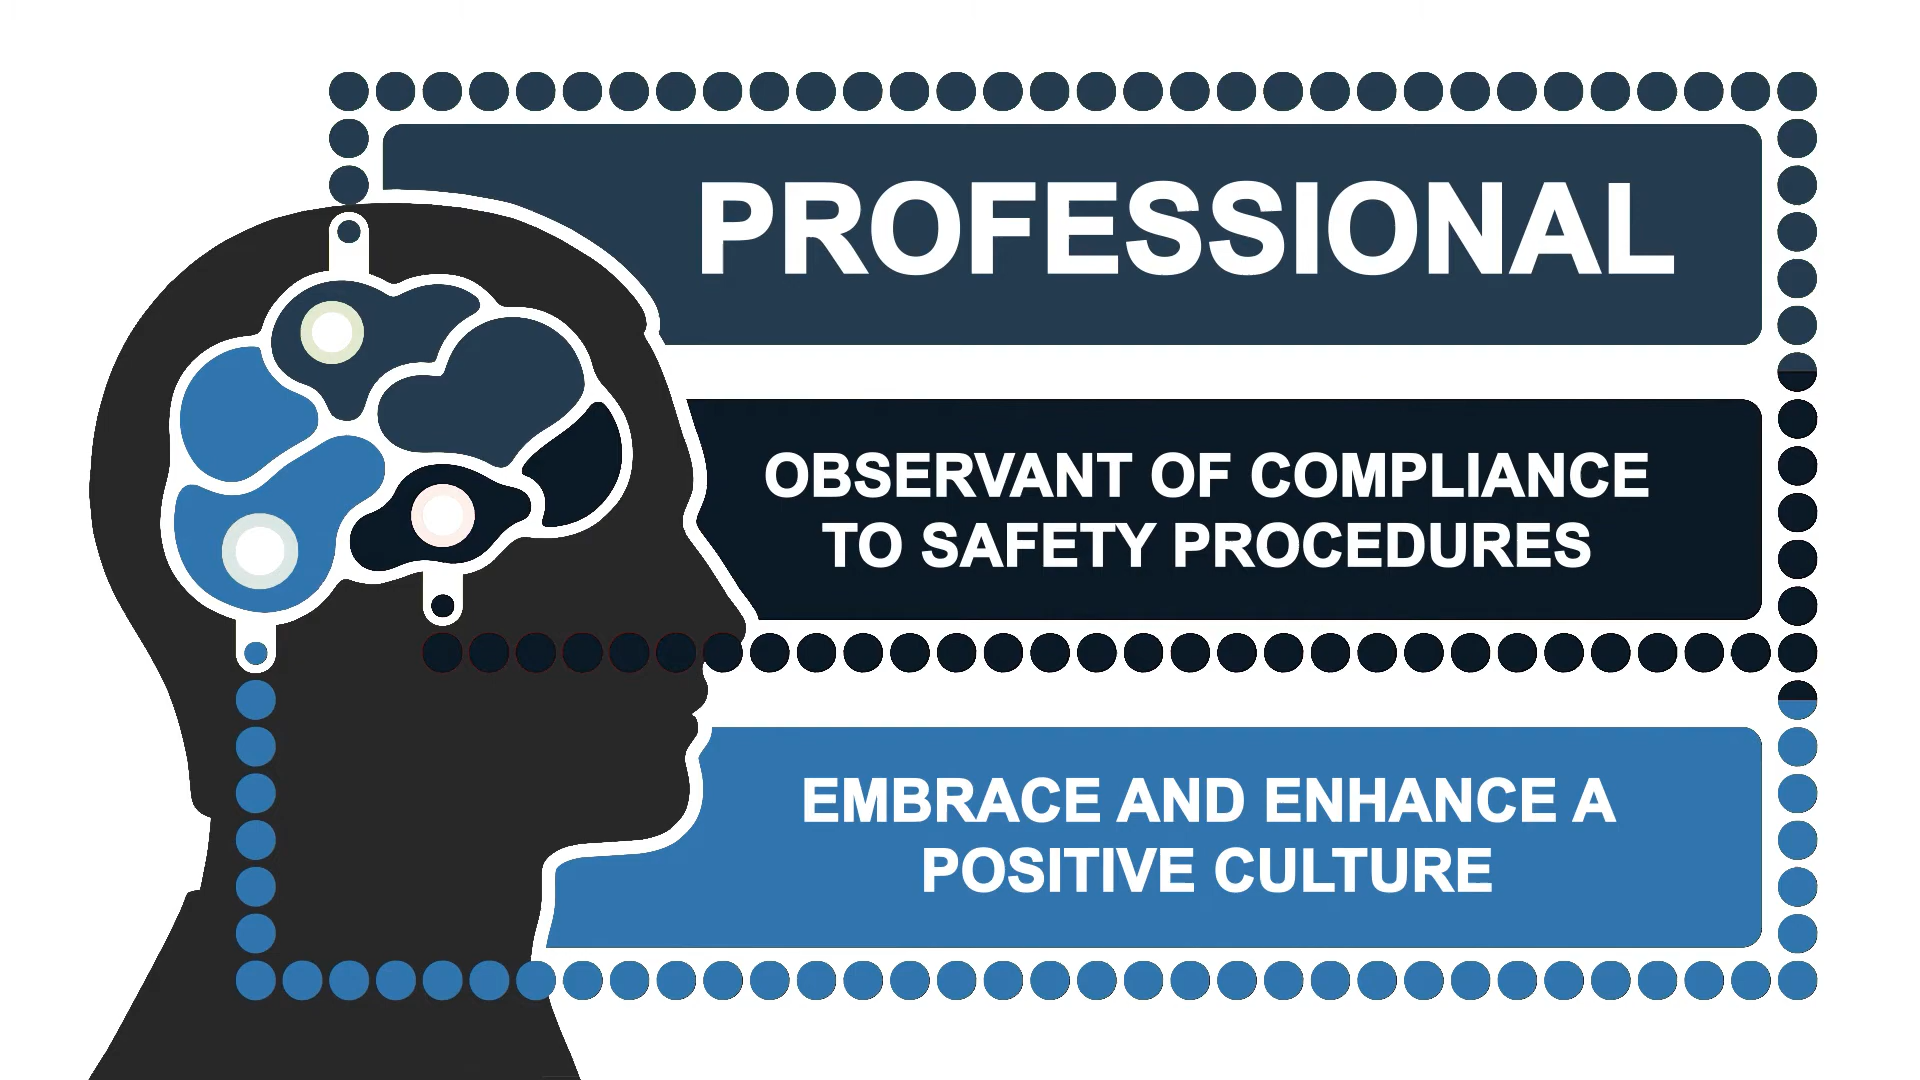 PROFESSIONAL
OBSERVANT OF COMPLIANCE
TO SAFETY PROCEDURES
EMBRACE AND ENHANCE A
POSITIVE CULTURE